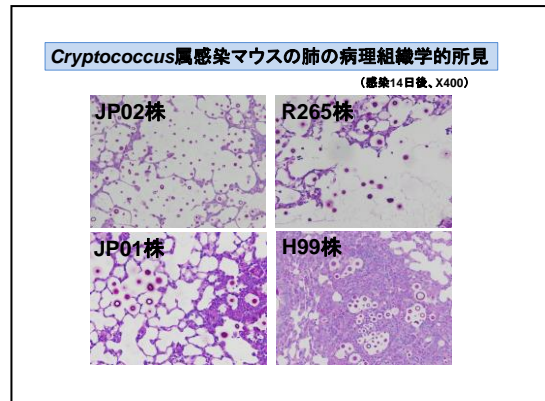 Cryptococcus属感染マウスの肺の病理組織学的所見
(感染14日後、X400)
JP02株
R265株
JP01株
H99株